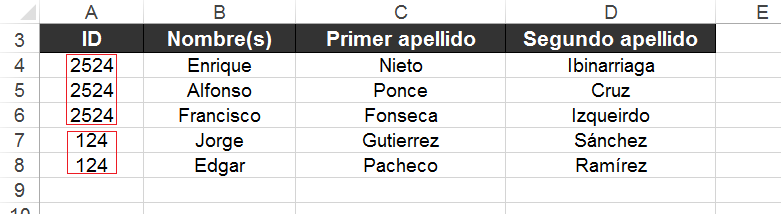 A B C D E
3 ID Nombre(s) Primer apellido Segundo apellido
4 2524 Enrique Nieto Ibinarriaga
5 2524 Alfonso Ponce Cruz
6 2524 Francisco Fonseca Izqueirdo
7 124 Jorge Gutierrez Sánchez
8 124 Edgar Pacheco Ramírez
9
10